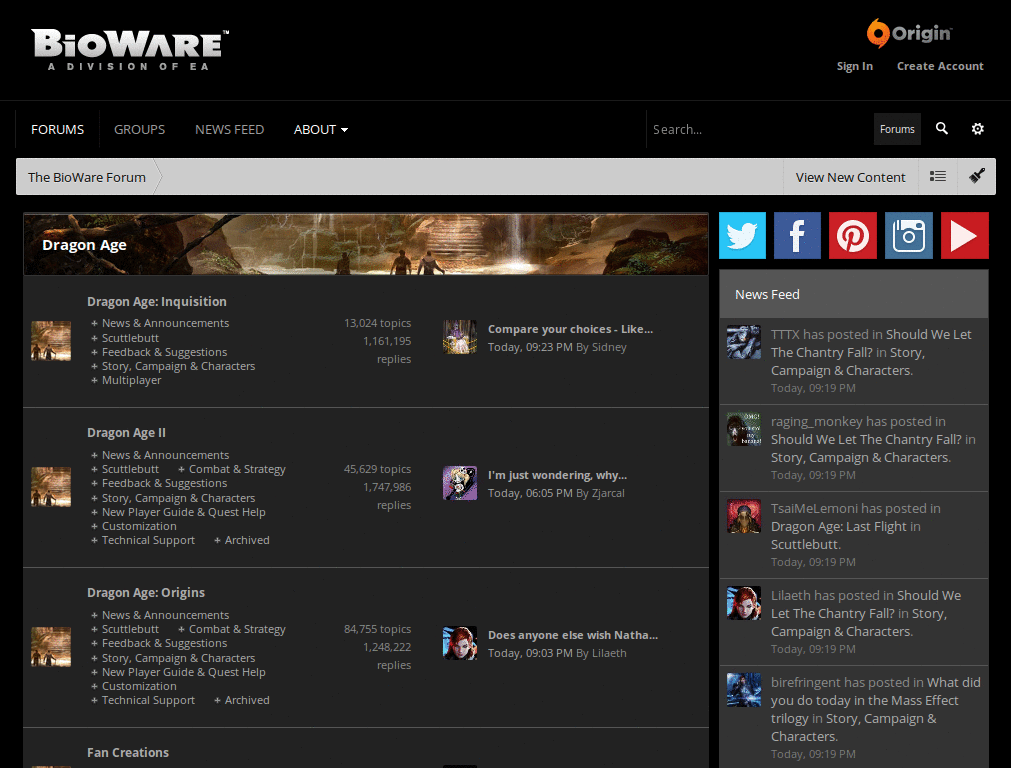 BIOWARE™
A DIVISION OF EA
Origin
Sign In Create Account
FORUMS GROUPS NEWS FEED ABOUT
Search... Forums
The BioWare Forum View New Content
Dragon Age
Dragon Age: Inquisition
+ News & Announcements
+ Scuttlebutt
+ Feedback & Suggestions
+ Story, Campaign & Characters
+ Multiplayer
13,024 topics
1,161,195
replies
Compare your choices - Like...
Today, 09:23 PM By Sidney
Dragon Age II
+ News & Announcements
+ Scuttlebutt + Combat & Strategy
+ Feedback & Suggestions
+ Story, Campaign & Characters
+ New Player Guide & Quest Help
+ Customization
+ Technical Support + Archived
45,629 topics
1,747,986
replies
I'm just wondering, why...
Today, 06:05 PM By Zjarcal
Dragon Age: Origins
+ News & Announcements
+ Scuttlebutt + Combat & Strategy
+ Feedback & Suggestions
+ Story, Campaign & Characters
+ New Player Guide & Quest Help
+ Customization
+ Technical Support + Archived
84,755 topics
1,248,222
replies
Does anyone else wish Natha...
Today, 09:03 PM By Lilaeth
Fan Creations
News Feed
TTTX has posted in Should We Let
The Chantry Fall? in Story,
Campaign & Characters.
Today, 09:19 PM
OMG!
raging_monkey has posted in
Should We Let The Chantry Fall? in
Story, Campaign & Characters.
Today, 09:19 PM
TsaiMeLemoni has posted in
Dragon Age: Last Flight in
Scuttlebutt.
Today, 09:19 PM
Lilaeth has posted in Should We
Let The Chantry Fall? in Story,
Campaign & Characters.
Today, 09:19 PM
birefringent has posted in What did
you do today in the Mass Effect
trilogy in Story, Campaign &
Characters.
Today, 09:19 PM